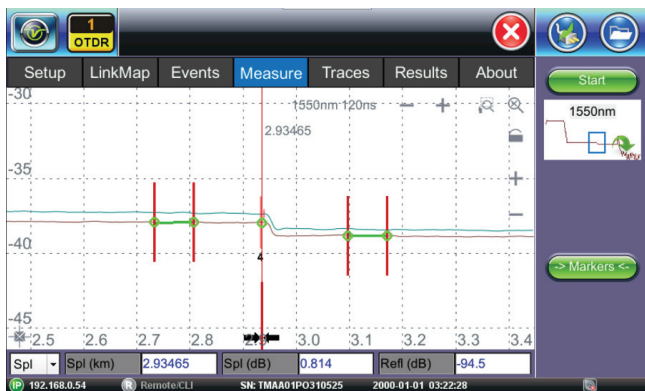 1
OTDR
Setup LinkMap Events Measure Traces Results About
Start
-30
1550nm 120ns
2.93465
1550nm
-35
-40
4
-> Markers <-
-45
2.5 2.6 2.7 2.8 3.0 3.1 3.2 3.3 3.4
Spl Spl (km) 2.93465 Spl (dB) 0.814 Refl (dB) -94.5
IP 192.168.0.54 R Remote/CLI SN: TMAA01PO310525 2000-01-01 03:22:28